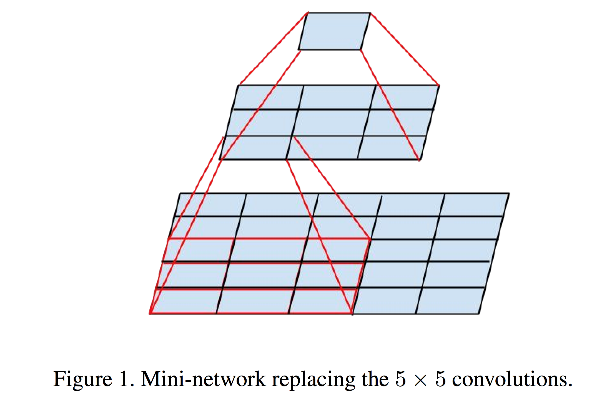 Figure 1. Mini-network replacing the 5 × 5 convolutions.